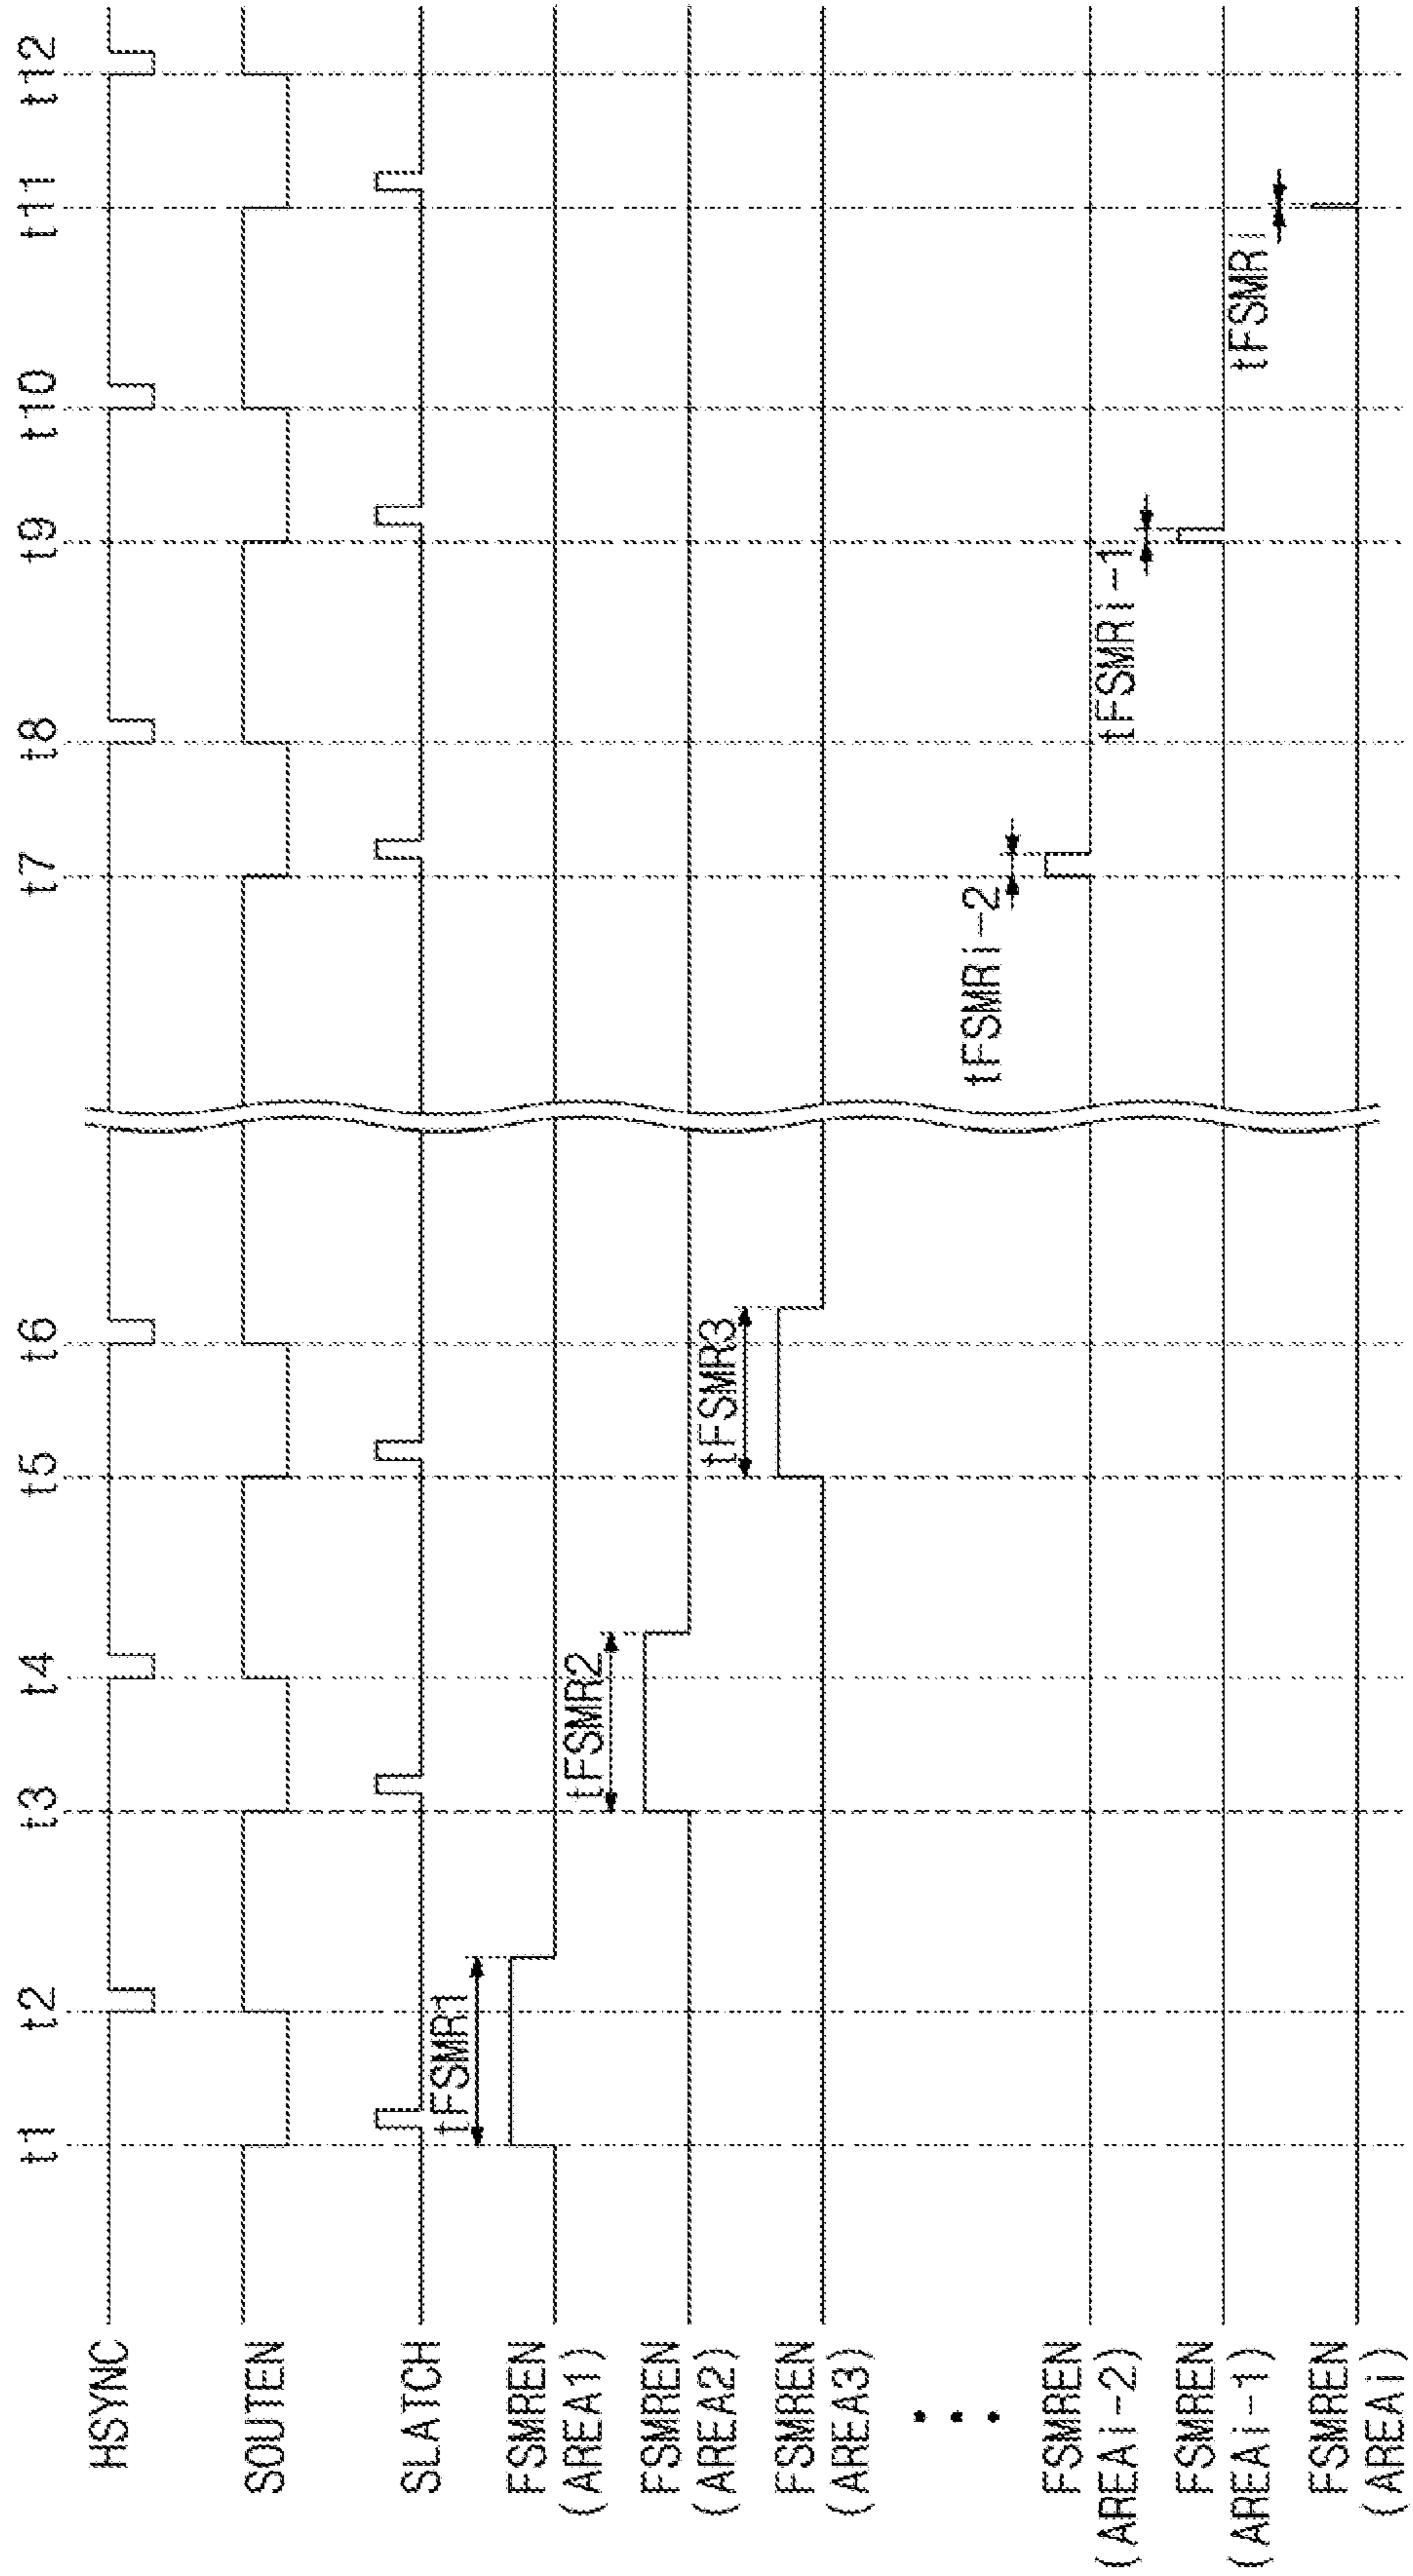 t1 t2 t3 t4 t5 t6 t7 t8 t9 t10 t11 t12
HSYNC
SOUTEN
SLATCH
tFSMR1
FSMREN
(AREA1)
tFSMR2
FSMREN
(AREA2)
tFSMR3
FSMREN
(AREA3)
tFSMRi-2
FSMREN
(AREAi-2)
tFSMRi-1
FSMREN
(AREAi-1)
tFSMRi
FSMREN
(AREAi)